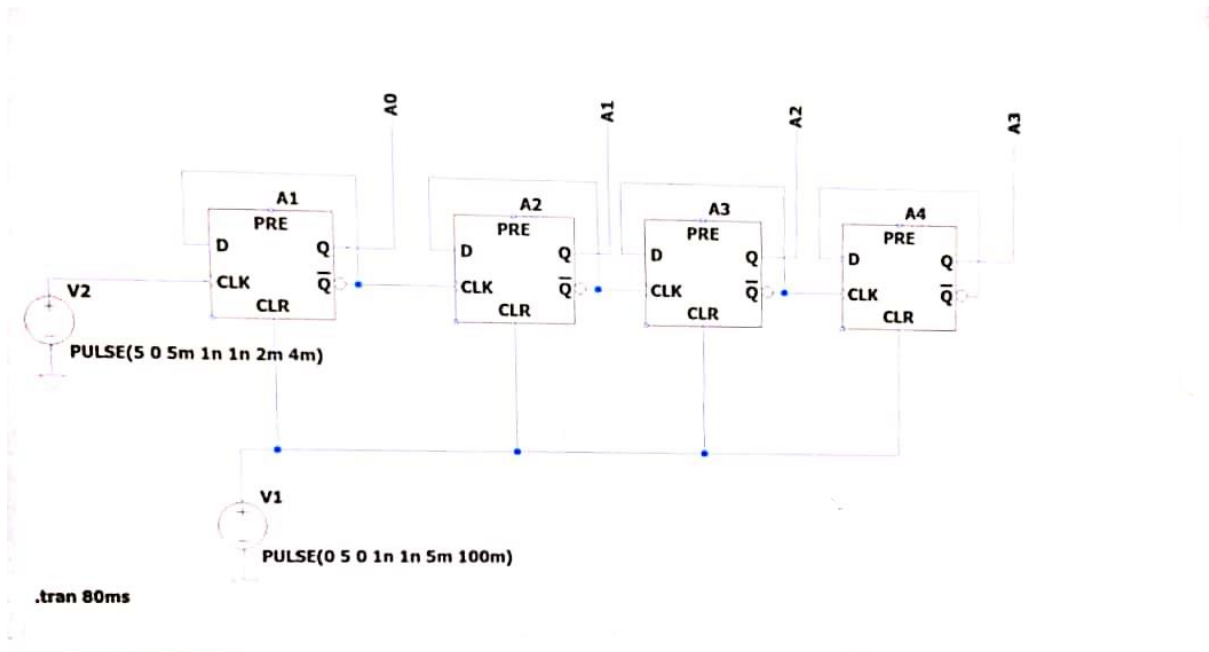 A0
A1
A2
A3
A1
PRE
D
Q
CLK
Q̅
CLR
A2
PRE
D
Q
CLK
Q̅
CLR
A3
PRE
D
Q
CLK
Q̅
CLR
A4
PRE
D
Q
CLK
Q̅
CLR
V2
+
−
PULSE(5 0 5m 1n 1n 2m 4m)
V1
+
−
PULSE(0 5 0 1n 1n 5m 100m)
.tran 80ms